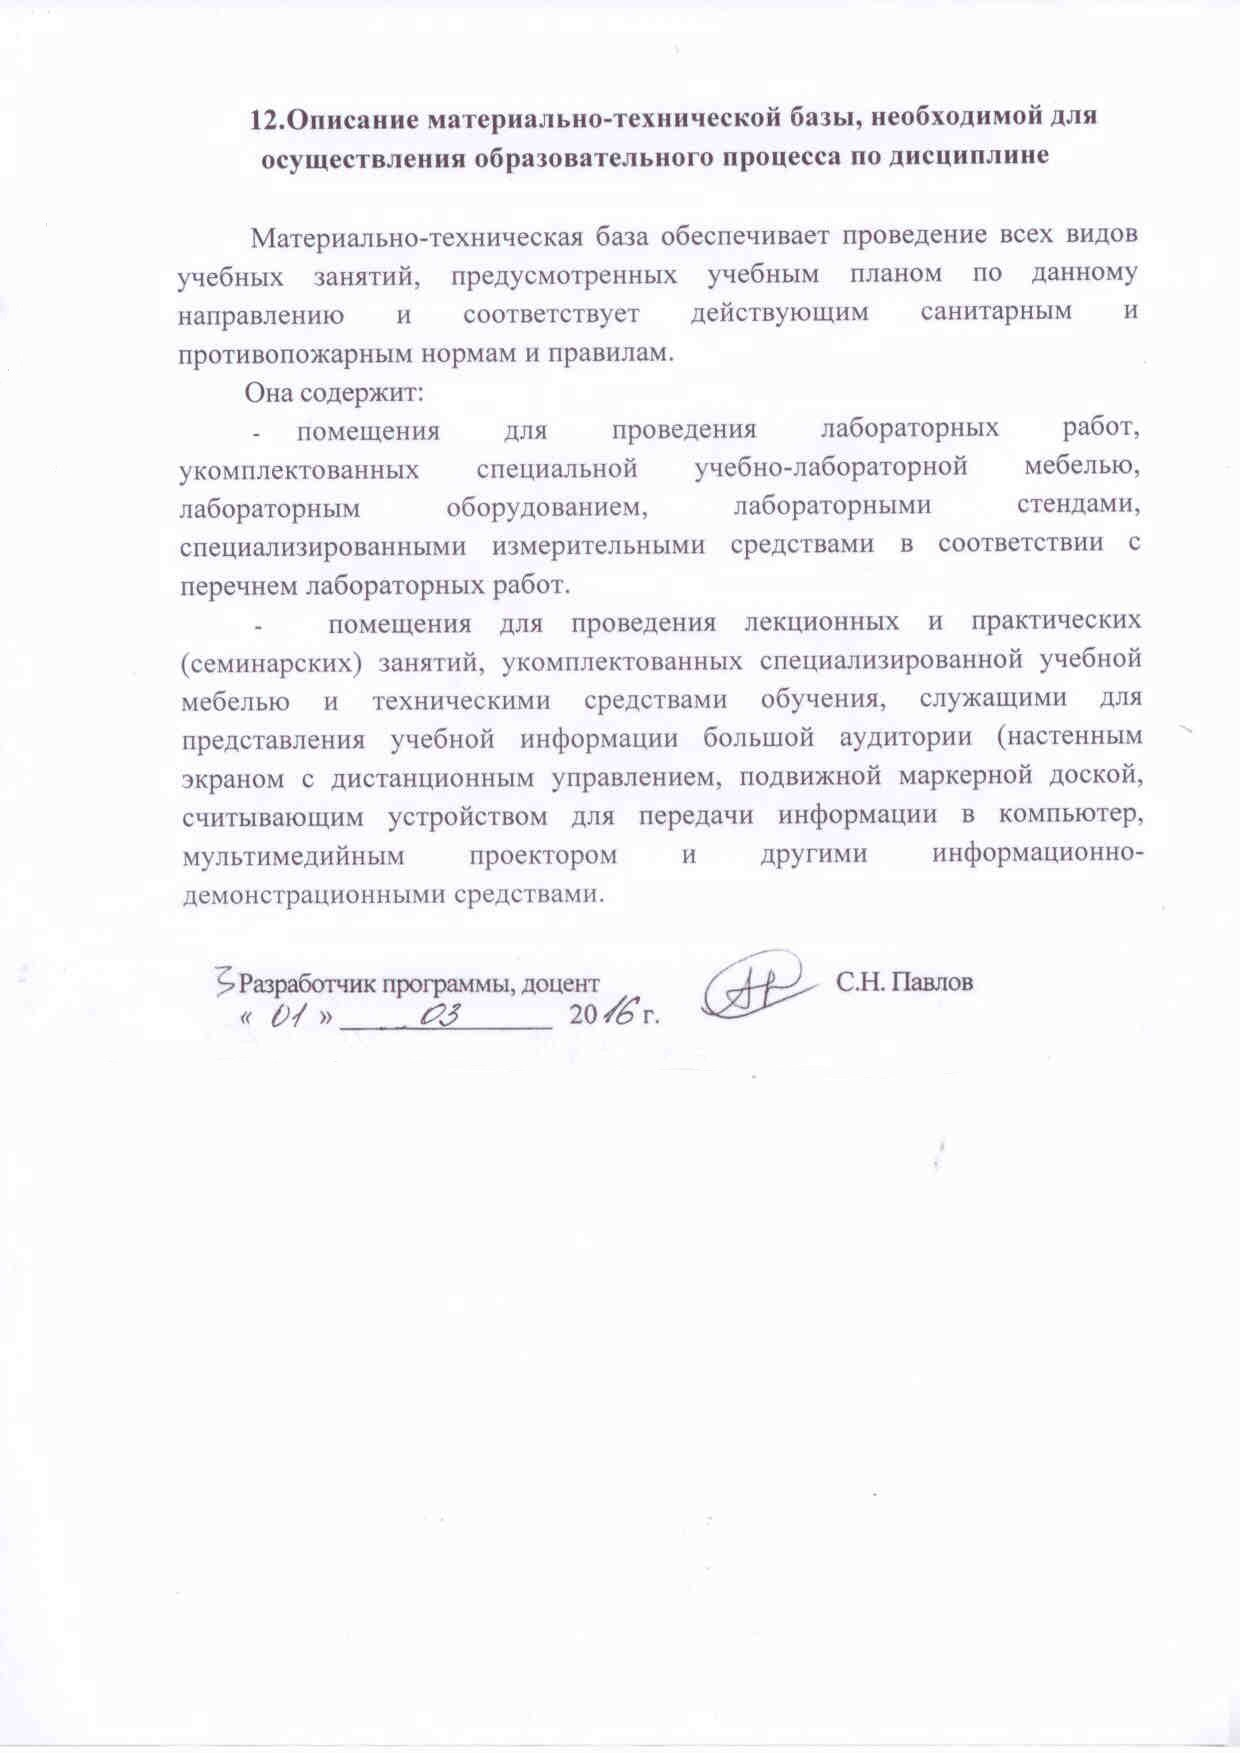 12.Описание материально-технической базы, необходимой для
осуществления образовательного процесса по дисциплине
Материально-техническая база обеспечивает проведение всех видов
учебных занятий, предусмотренных учебным планом по данному
направлению и соответствует действующим санитарным и
противопожарным нормам и правилам.
Она содержит:
- помещения для проведения лабораторных работ,
укомплектованных специальной учебно-лабораторной мебелью,
лабораторным оборудованием, лабораторными стендами,
специализированными измерительными средствами в соответствии с
перечнем лабораторных работ.
- помещения для проведения лекционных и практических
(семинарских) занятий, укомплектованных специализированной учебной
мебелью и техническими средствами обучения, служащими для
представления учебной информации большой аудитории (настенным
экраном с дистанционным управлением, подвижной маркерной доской,
считывающим устройством для передачи информации в компьютер,
мультимедийным проектором и другими информационно-
демонстрационными средствами.
Разработчик программы, доцент С.Н. Павлов
« 01 » 03 2016 г.